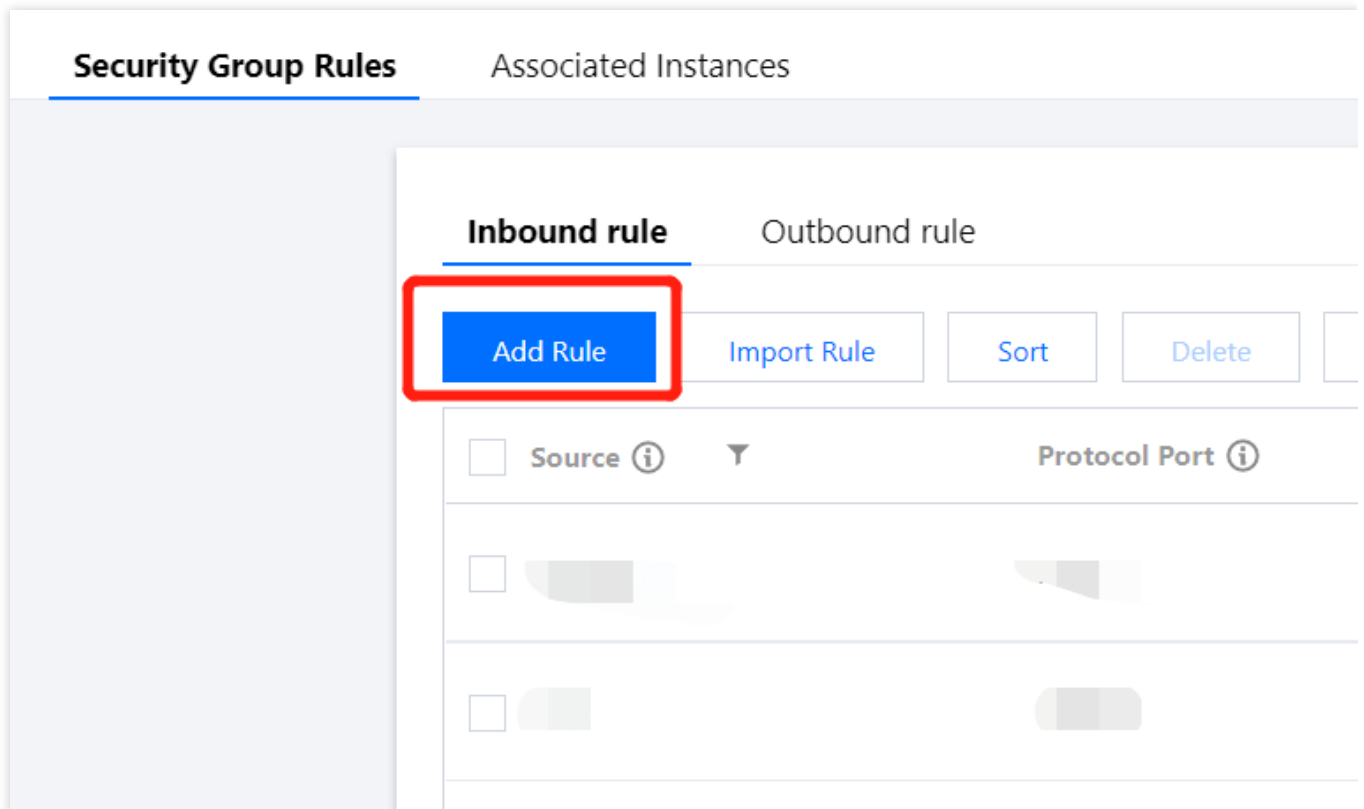 Security Group Rules Associated Instances
Inbound rule Outbound rule
Add Rule Import Rule Sort Delete
Source Protocol Port